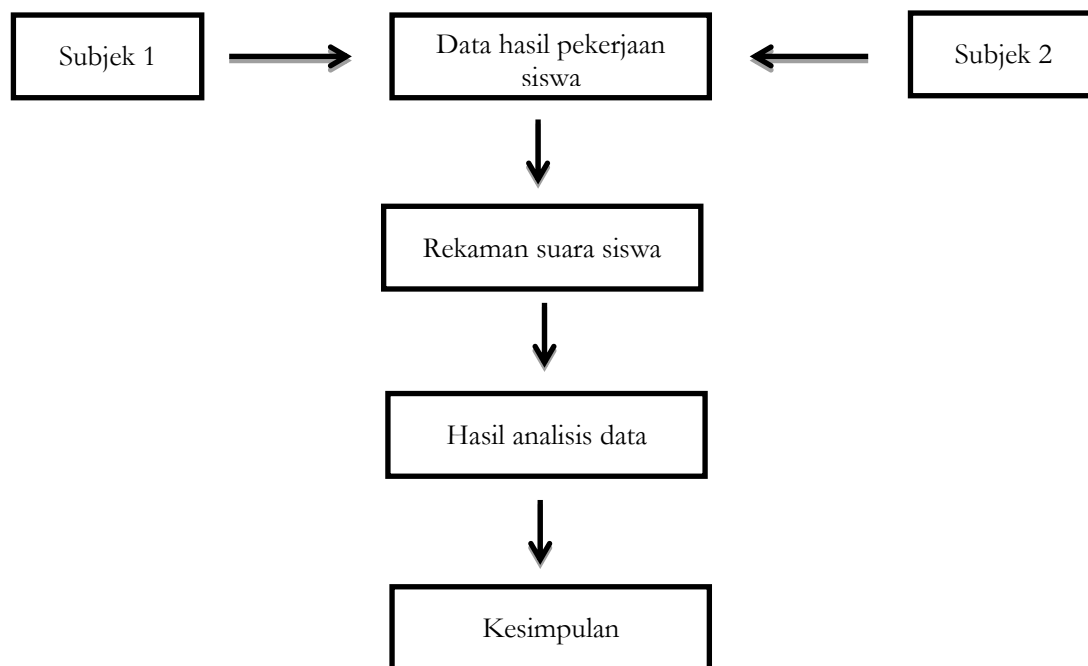 Subjek 1
Data hasil pekerjaan
siswa
Subjek 2
Rekaman suara siswa
Hasil analisis data
Kesimpulan